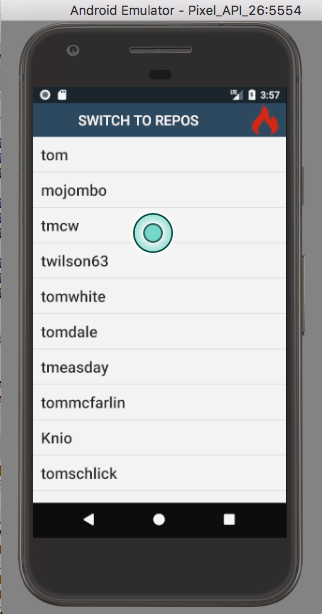 Android Emulator - Pixel_API_26:5554
LTE 3:57
SWITCH TO REPOS
tom
mojombo
tmcw
twilson63
tomwhite
tomdale
tmeasday
tommcfarlin
Knio
tomschlick